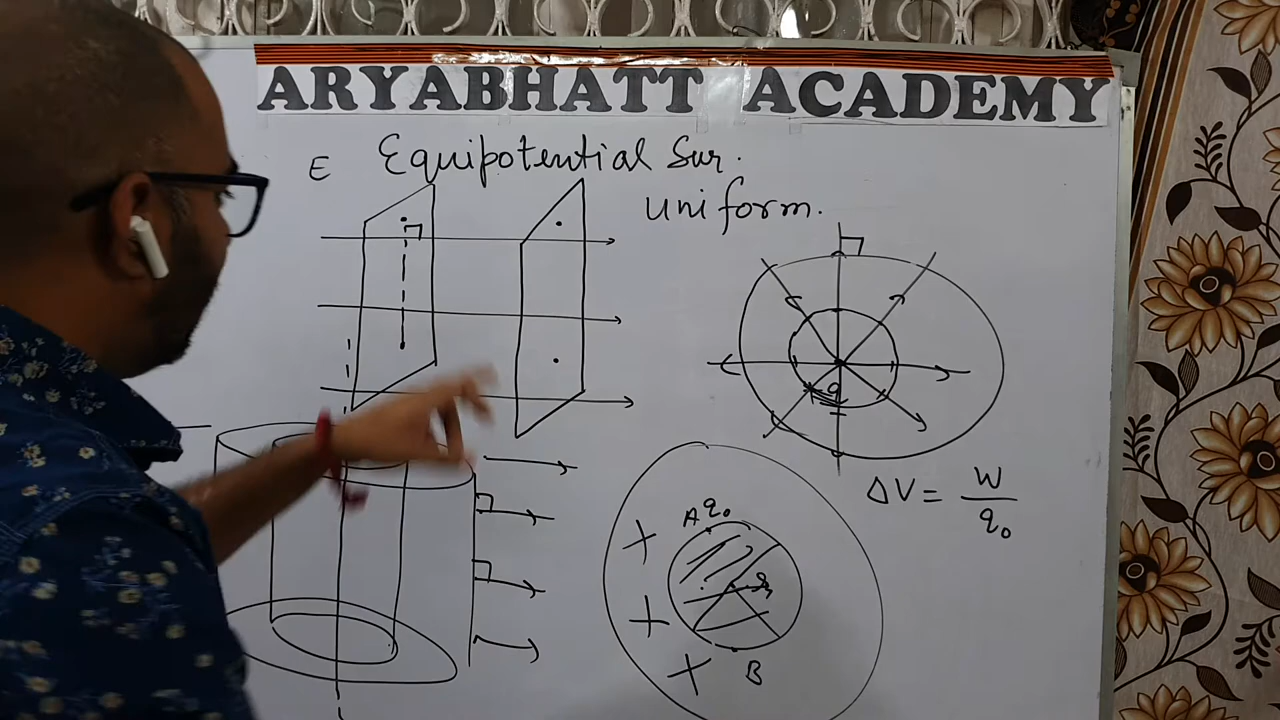 ARYABHATT ACADEMY
E Equipotential Sur.
uniform.
ΔV = W / q₀
A q₀
B